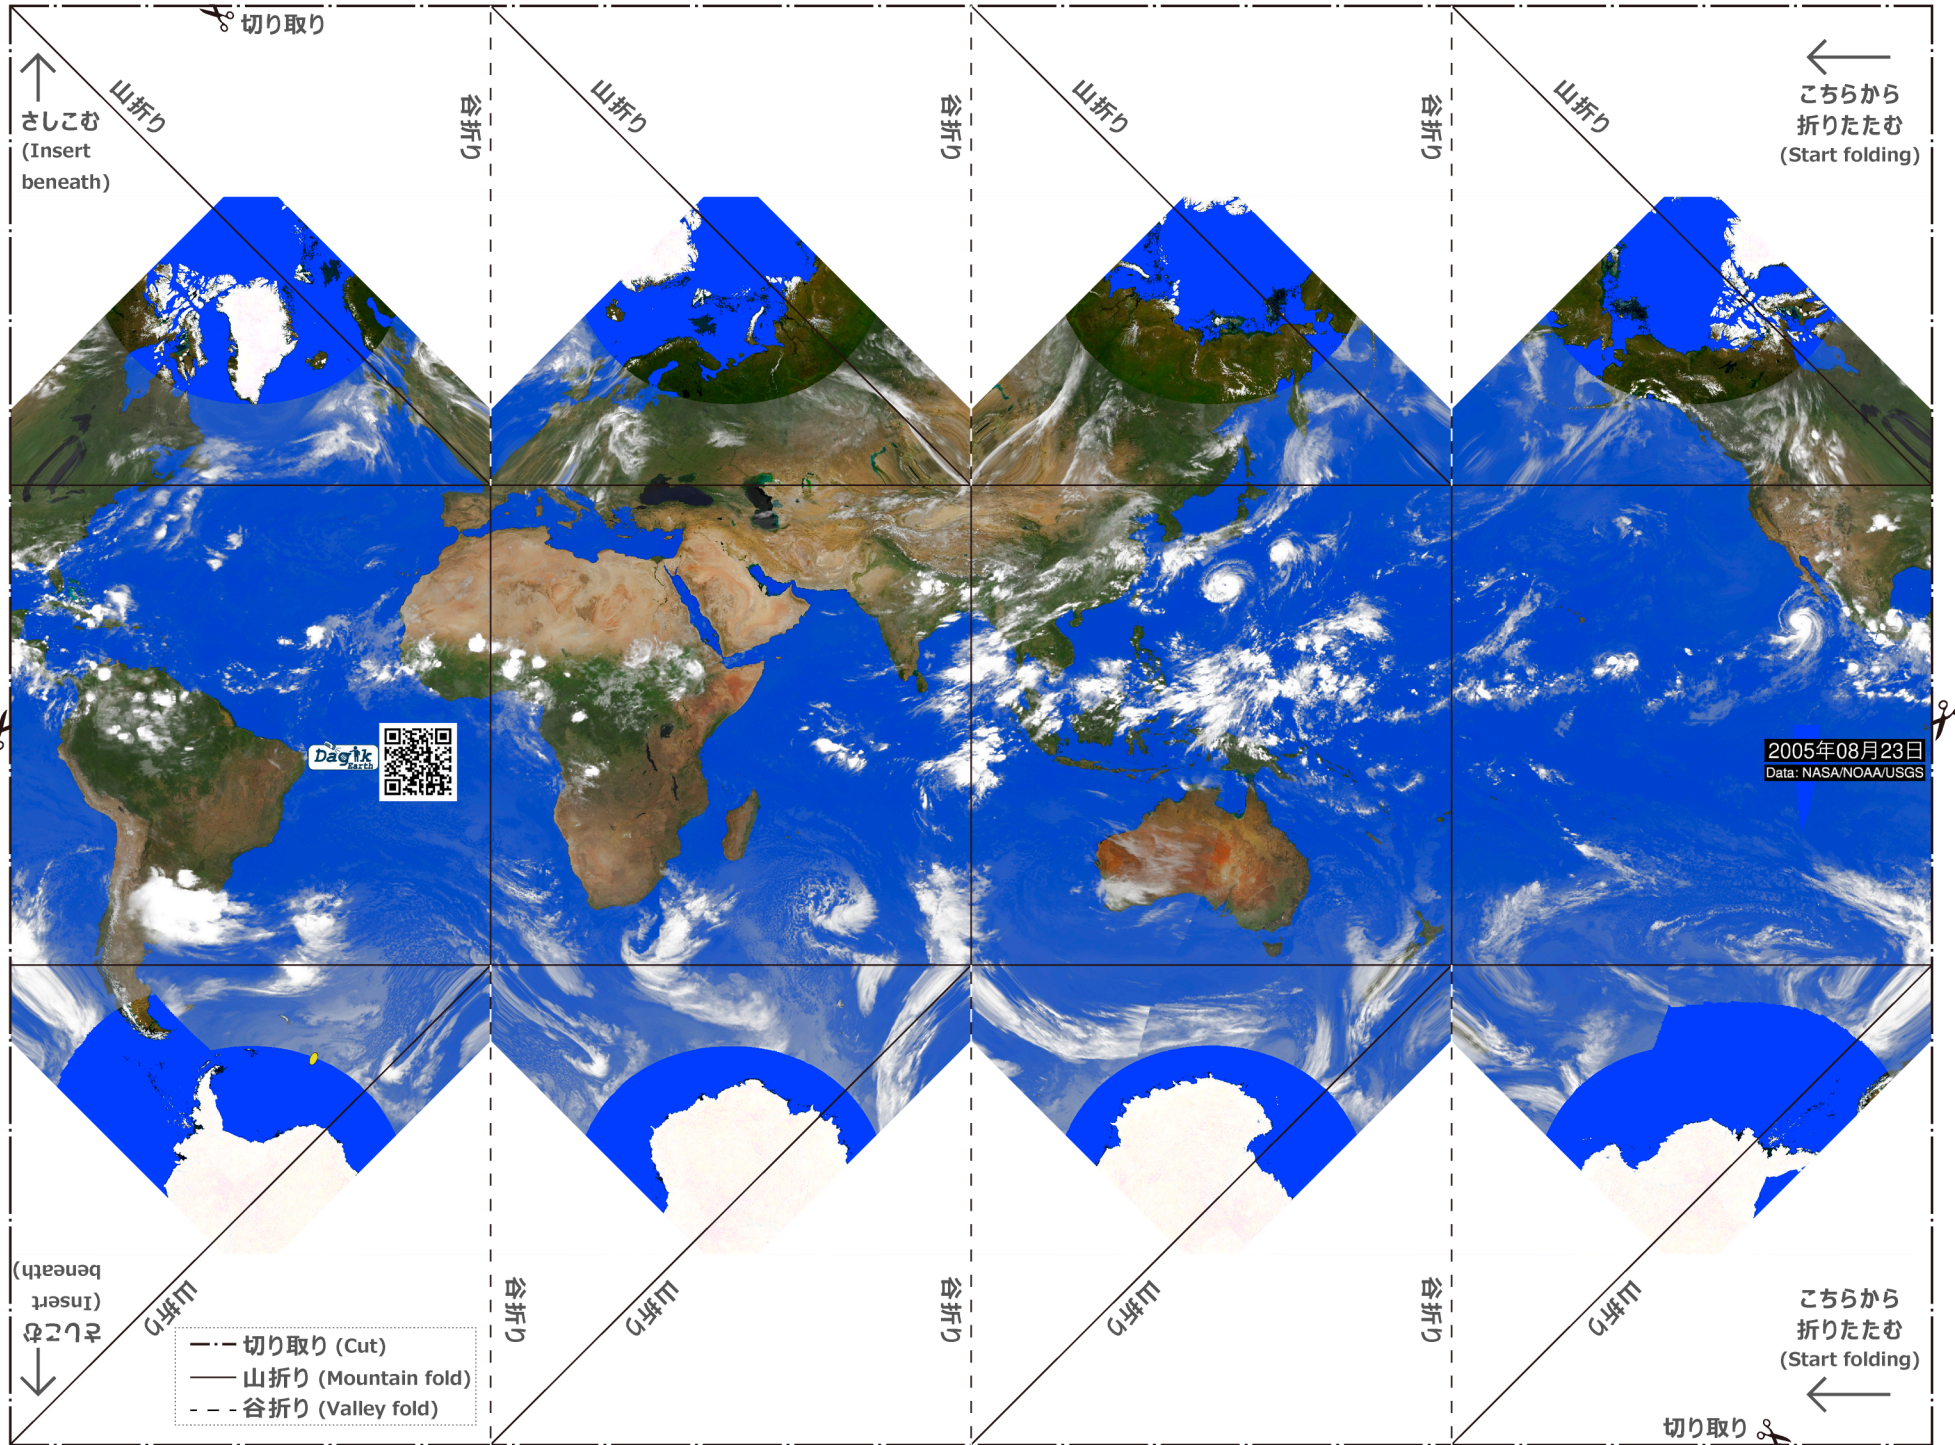 切り取り
山折り
山折り
山折り
山折り
谷折り
谷折り
谷折り
さしこむ
(Insert
beneath)
こちらから
折りたたむ
(Start folding)
Dagik
Earth
2005年08月23日
Data: NASA/NOAA/USGS
さしこむ
(Insert
beneath)
山折り
山折り
山折り
山折り
谷折り
谷折り
谷折り
こちらから
折りたたむ
(Start folding)
切り取り (Cut)
山折り (Mountain fold)
谷折り (Valley fold)
切り取り